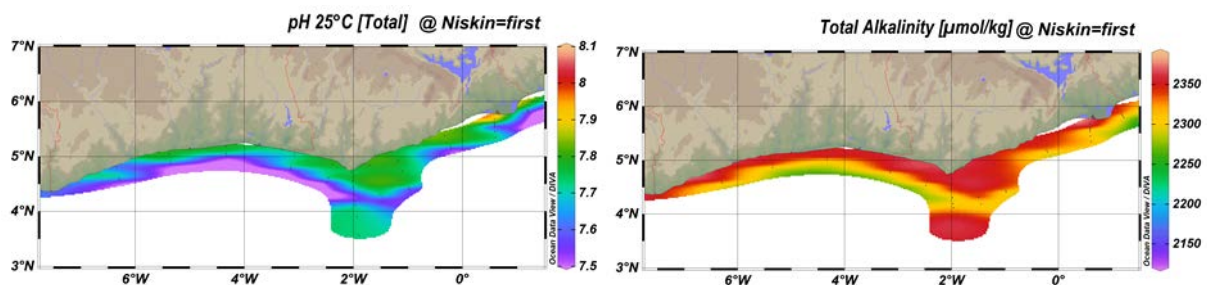 pH 25°C [Total] @ Niskin=first
7°N
6°N
5°N
4°N
3°N
6°W
4°W
2°W
0°
8.1
8
7.9
7.8
7.7
7.6
7.5
Ocean Data View / DIVA
Total Alkalinity [µmol/kg] @ Niskin=first
7°N
6°N
5°N
4°N
3°N
6°W
4°W
2°W
0°
2350
2300
2250
2200
2150
Ocean Data View / DIVA